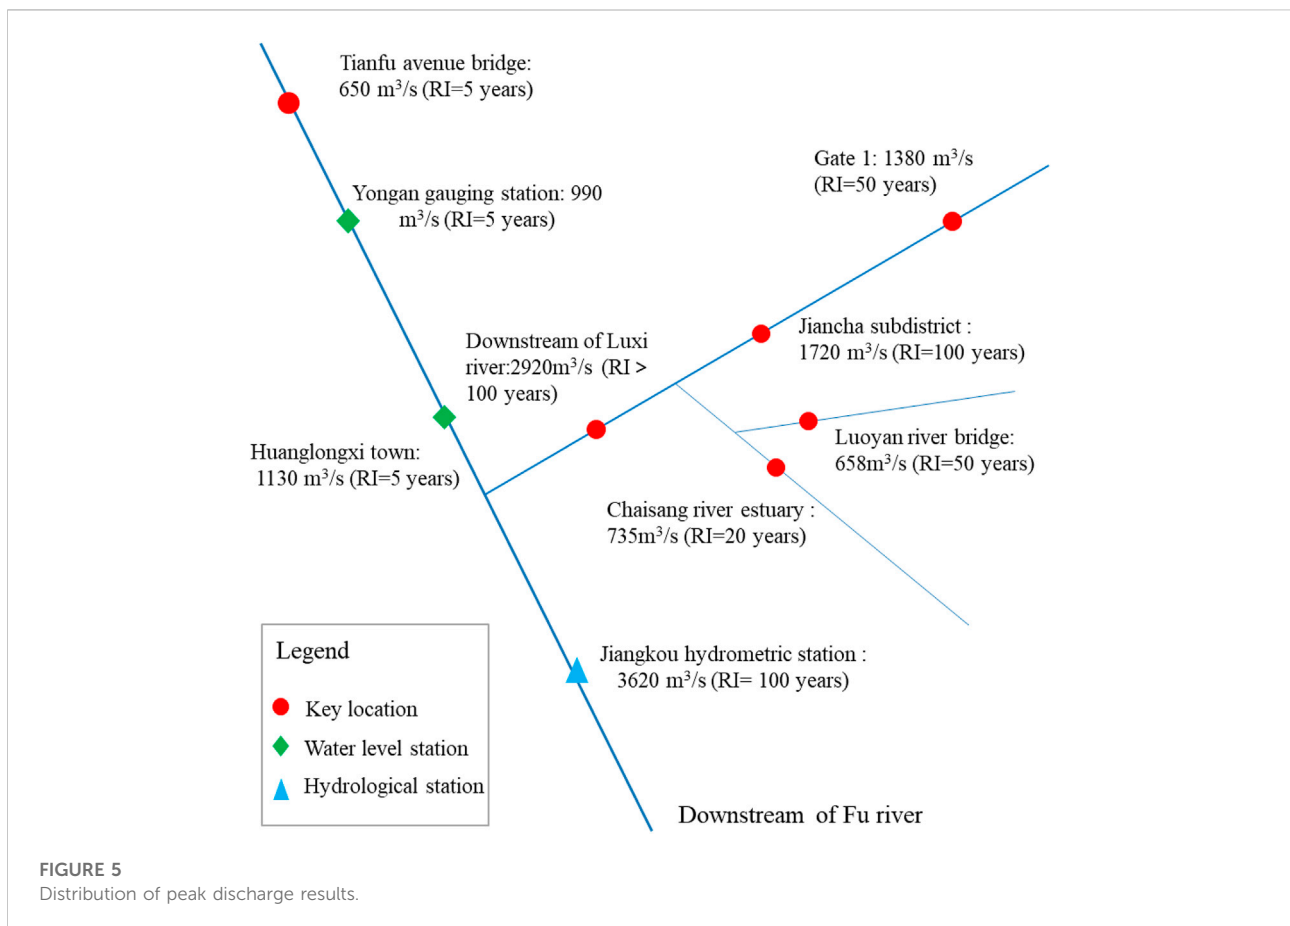 Tianfu avenue bridge:
650 m³/s (RI=5 years)
Gate 1: 1380 m³/s
(RI=50 years)
Yongan gauging station: 990
m³/s (RI=5 years)
Downstream of Luxi
river:2920m³/s (RI >
100 years)
Jiancha subdistrict :
1720 m³/s (RI=100 years)
Huanglongxi town:
1130 m³/s (RI=5 years)
Luoyan river bridge:
658m³/s (RI=50 years)
Chaisang river estuary :
735m³/s (RI=20 years)
Jiangkou hydrometric station :
3620 m³/s (RI= 100 years)
Legend
Key location
Water level station
Hydrological station
Downstream of Fu river
FIGURE 5
Distribution of peak discharge results.